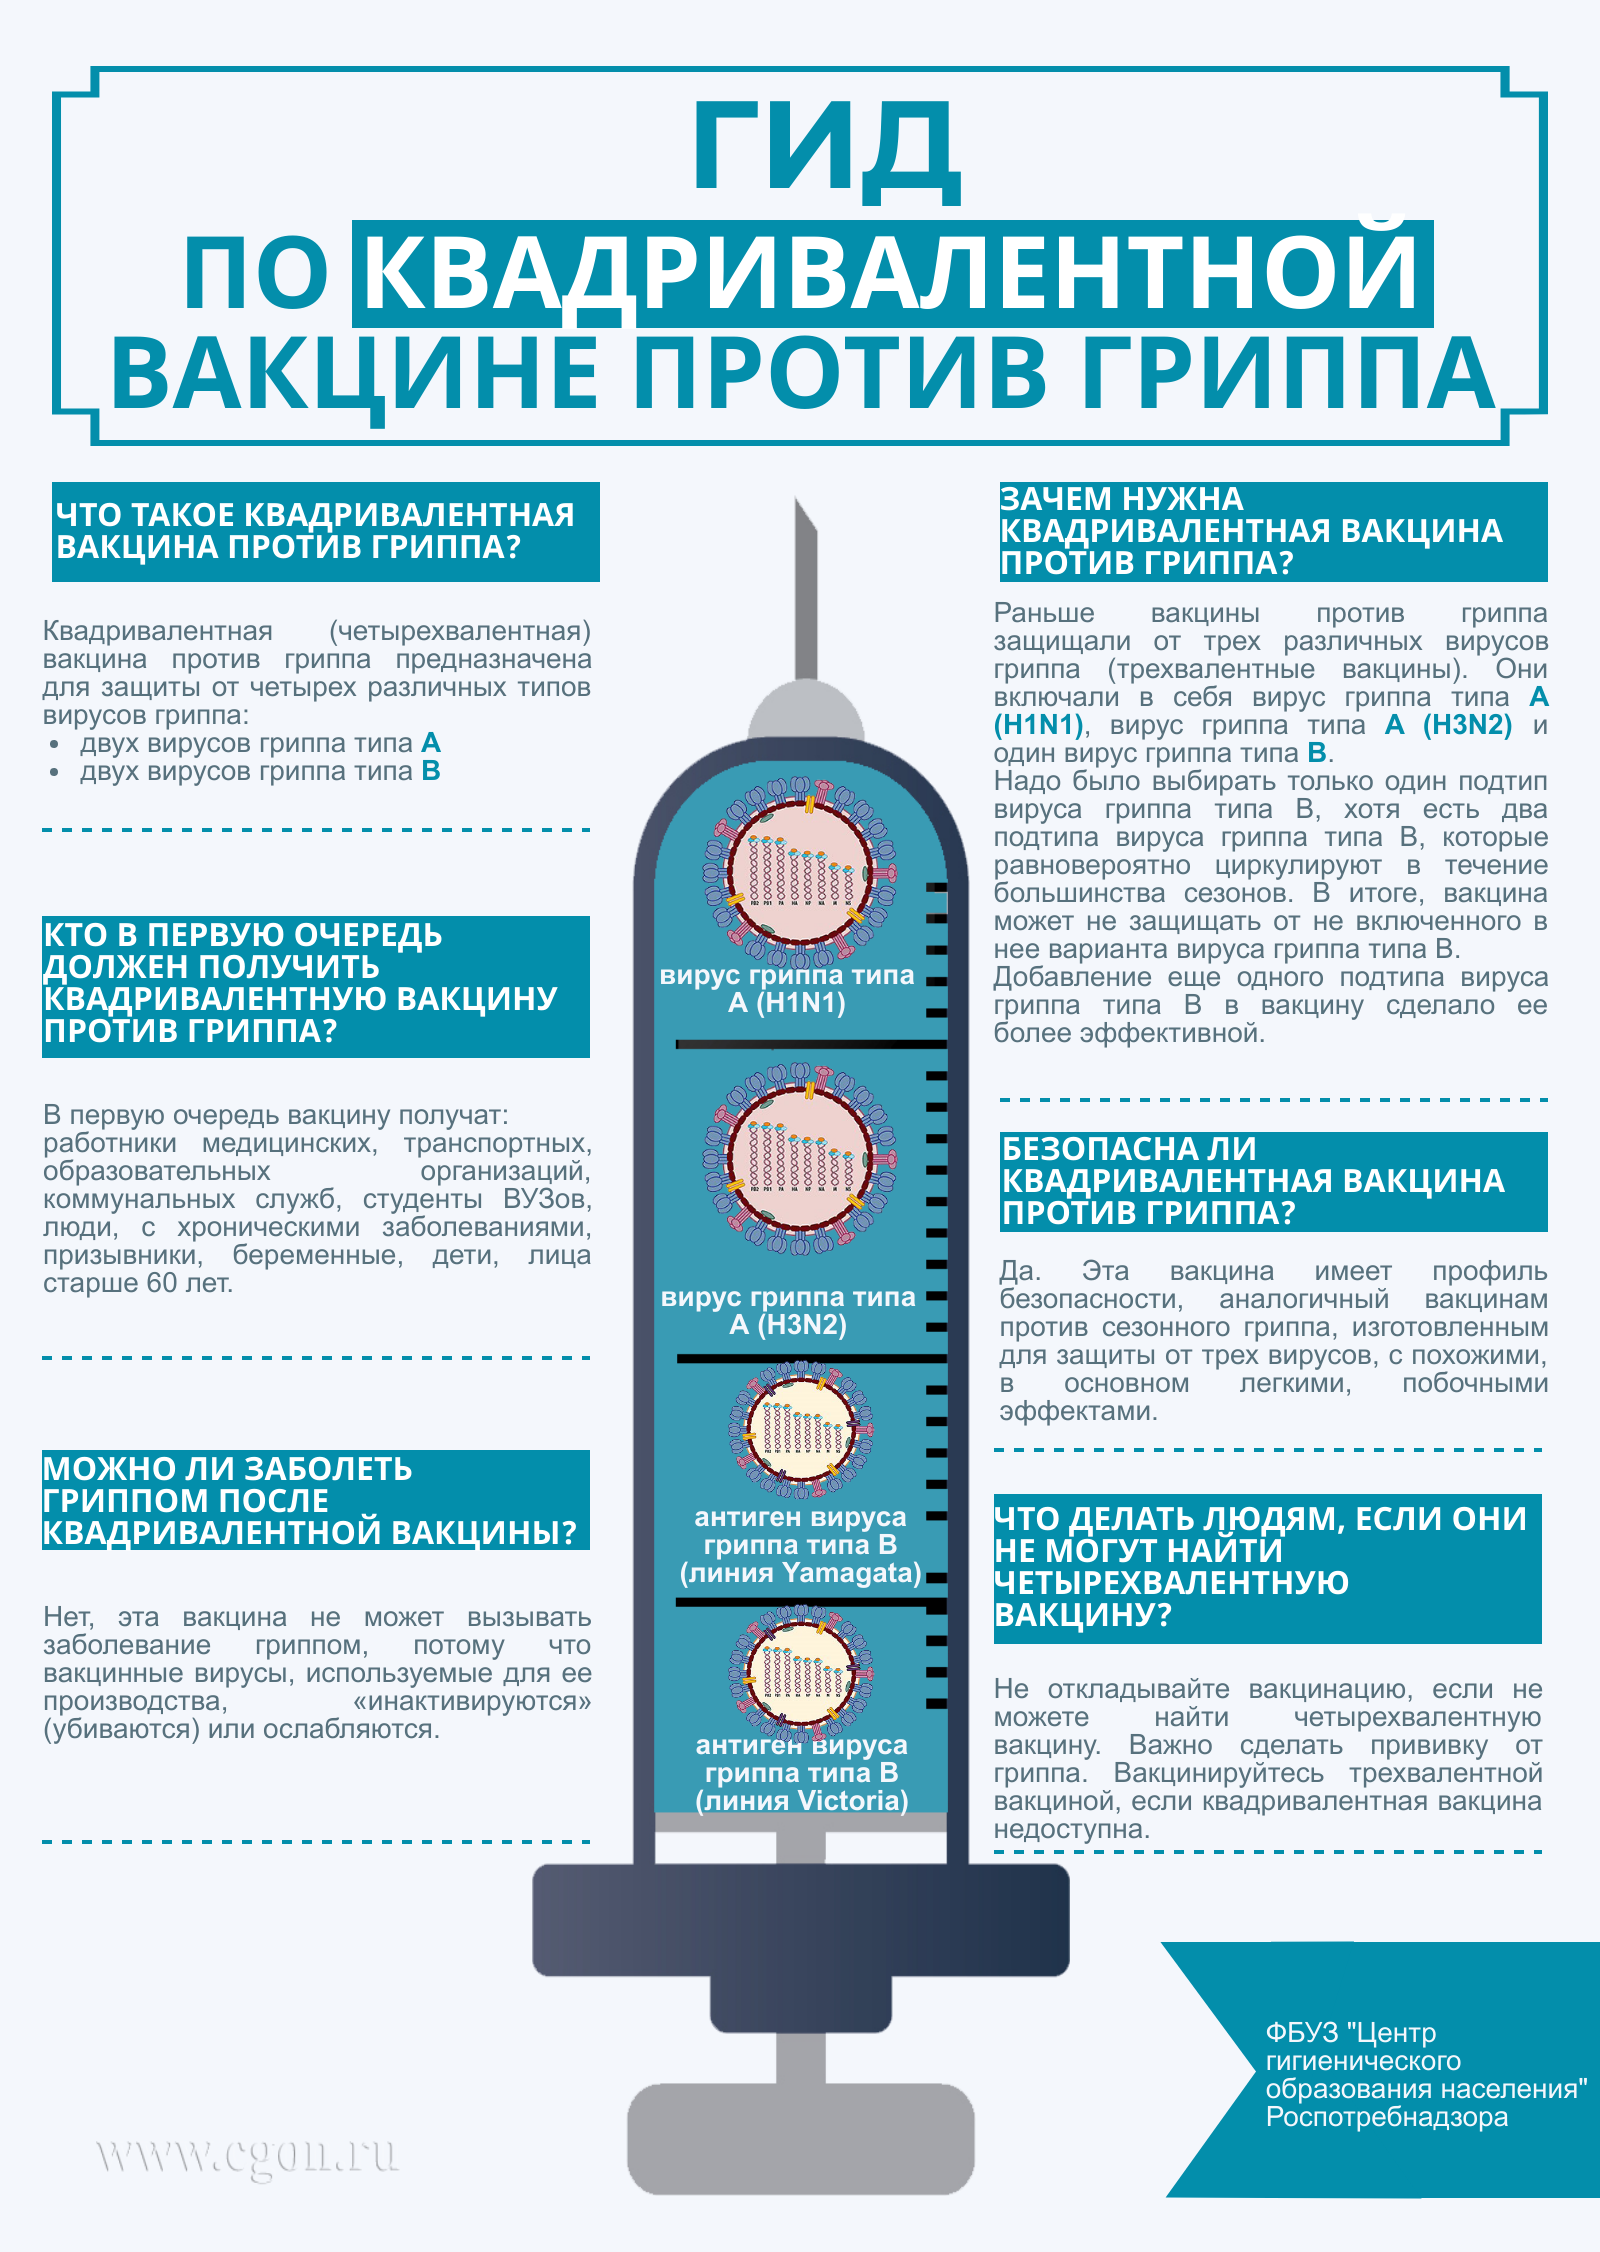 ГИД
ПО КВАДРИВАЛЕНТНОЙ
ВАКЦИНЕ ПРОТИВ ГРИППА
ЧТО ТАКОЕ КВАДРИВАЛЕНТНАЯ
ВАКЦИНА ПРОТИВ ГРИППА?
Квадривалентная (четырехвалентная)
вакцина против гриппа предназначена
для защиты от четырех различных типов
вирусов гриппа:
• двух вирусов гриппа типа А
• двух вирусов гриппа типа В
КТО В ПЕРВУЮ ОЧЕРЕДЬ
ДОЛЖЕН ПОЛУЧИТЬ
КВАДРИВАЛЕНТНУЮ ВАКЦИНУ
ПРОТИВ ГРИППА?
В первую очередь вакцину получат:
работники медицинских, транспортных,
образовательных организаций,
коммунальных служб, студенты ВУЗов,
люди, с хроническими заболеваниями,
призывники, беременные, дети, лица
старше 60 лет.
МОЖНО ЛИ ЗАБОЛЕТЬ
ГРИППОМ ПОСЛЕ
КВАДРИВАЛЕНТНОЙ ВАКЦИНЫ?
Нет, эта вакцина не может вызывать
заболевание гриппом, потому что
вакцинные вирусы, используемые для ее
производства, «инактивируются»
(убиваются) или ослабляются.
вирус гриппа типа
А (H1N1)
вирус гриппа типа
А (H3N2)
антиген вируса
гриппа типа В
(линия Yamagata)
антиген вируса
гриппа типа В
(линия Victoria)
ЗАЧЕМ НУЖНА
КВАДРИВАЛЕНТНАЯ ВАКЦИНА
ПРОТИВ ГРИППА?
Раньше вакцины против гриппа
защищали от трех различных вирусов
гриппа (трехвалентные вакцины). Они
включали в себя вирус гриппа типа А
(H1N1), вирус гриппа типа А (H3N2) и
один вирус гриппа типа В.
Надо было выбирать только один подтип
вируса гриппа типа В, хотя есть два
подтипа вируса гриппа типа В, которые
равновероятно циркулируют в течение
большинства сезонов. В итоге, вакцина
может не защищать от не включенного в
нее варианта вируса гриппа типа В.
Добавление еще одного подтипа вируса
гриппа типа В в вакцину сделало ее
более эффективной.
БЕЗОПАСНА ЛИ
КВАДРИВАЛЕНТНАЯ ВАКЦИНА
ПРОТИВ ГРИППА?
Да. Эта вакцина имеет профиль
безопасности, аналогичный вакцинам
против сезонного гриппа, изготовленным
для защиты от трех вирусов, с похожими,
в основном легкими, побочными
эффектами.
ЧТО ДЕЛАТЬ ЛЮДЯМ, ЕСЛИ ОНИ
НЕ МОГУТ НАЙТИ
ЧЕТЫРЕХВАЛЕНТНУЮ
ВАКЦИНУ?
Не откладывайте вакцинацию, если не
можете найти четырехвалентную
вакцину. Важно сделать прививку от
гриппа. Вакцинируйтесь трехвалентной
вакциной, если квадривалентная вакцина
недоступна.
ФБУЗ "Центр
гигиенического
образования населения"
Роспотребнадзора
www.cgon.ru